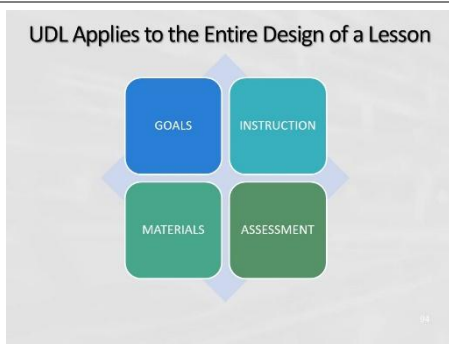 UDL Applies to the Entire Design of a Lesson
GOALS
INSTRUCTION
MATERIALS
ASSESSMENT